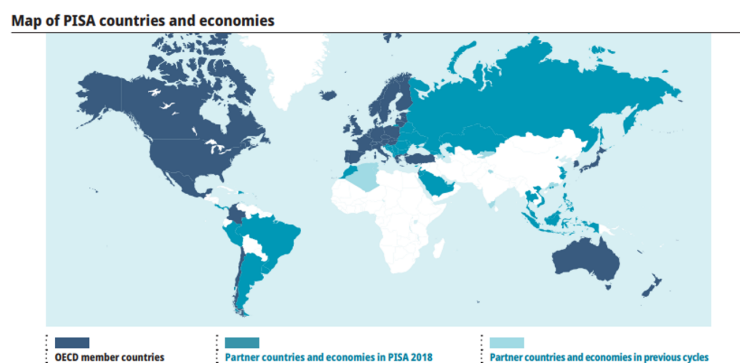 Map of PISA countries and economies
OECD member countries
Partner countries and economies in PISA 2018
Partner countries and economies in previous cycles